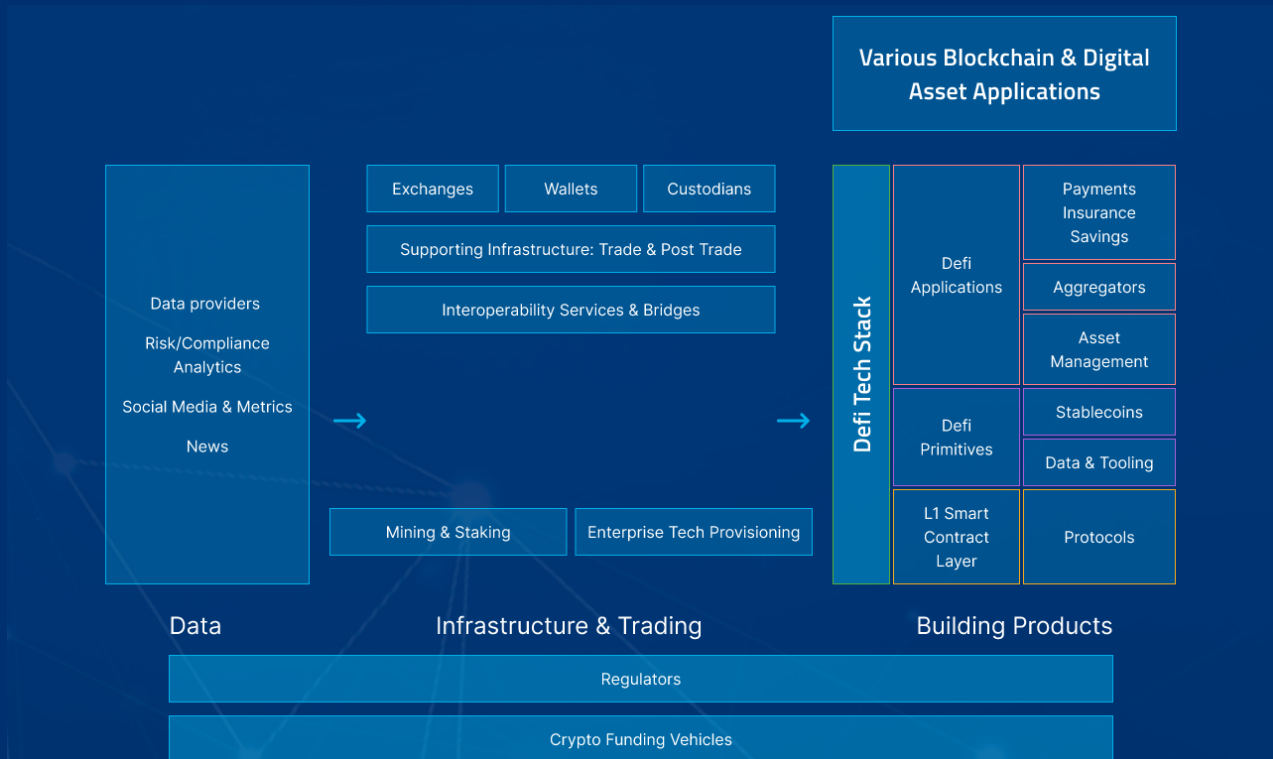 Various Blockchain & Digital
Asset Applications
Data providers
Risk/Compliance
Analytics
Social Media & Metrics
News
Exchanges
Wallets
Custodians
Supporting Infrastructure: Trade & Post Trade
Interoperability Services & Bridges
Mining & Staking
Enterprise Tech Provisioning
Defi Tech Stack
Defi
Applications
Payments
Insurance
Savings
Aggregators
Asset
Management
Defi
Primitives
Stablecoins
Data & Tooling
L1 Smart
Contract
Layer
Protocols
Data
Infrastructure & Trading
Building Products
Regulators
Crypto Funding Vehicles